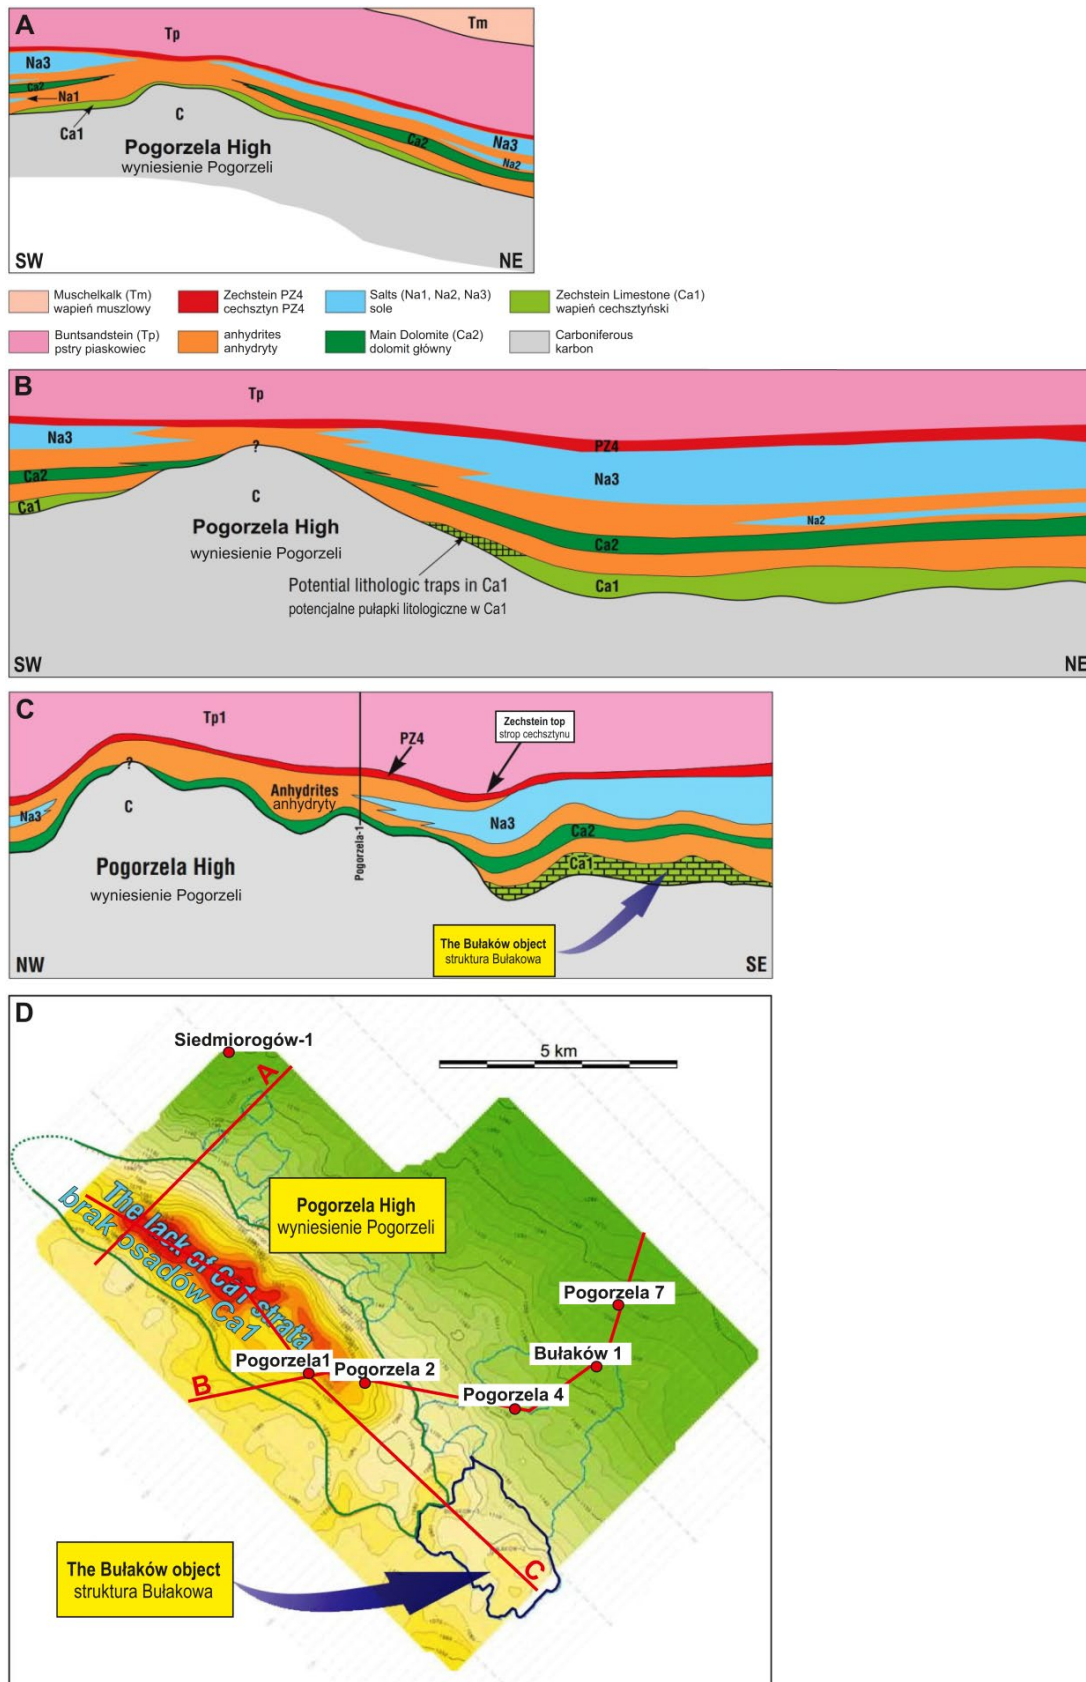 A
Tm
Tp
Na3
Ca2
Na1
Ca1
C
Pogorzela High
wyniesienie Pogorzeli
Ca2
Na3
Na2
SW
NE
Muschelkalk (Tm)
wapień muszlowy
Zechstein PZ4
cechsztyn PZ4
Salts (Na1, Na2, Na3)
sole
Zechstein Limestone (Ca1)
wapień cechsztyński
Buntsandstein (Tp)
pstry piaskowiec
anhydrites
anhydryty
Main Dolomite (Ca2)
dolomit główny
Carboniferous
karbon
B
Tp
Na3
?
PZ4
Ca2
Na3
Ca1
C
Na2
Pogorzela High
wyniesienie Pogorzeli
Ca2
Potential lithologic traps in Ca1
potencjalne pułapki litologiczne w Ca1
Ca1
SW
NE
C
Tp1
Zechstein top
strop cechsztynu
PZ4
?
Anhydrites
anhydryty
Na3
C
Na3
Ca2
Ca1
Pogorzela-1
Pogorzela High
wyniesienie Pogorzeli
The Bułaków object
struktura Bułakowa
NW
SE
D
Siedmiorogów-1
5 km
A
Pogorzela High
wyniesienie Pogorzeli
The lack of Ca1 strata
brak osadów Ca1
Pogorzela 7
Bułaków 1
Pogorzela1
Pogorzela 2
B
Pogorzela 4
The Bułaków object
struktura Bułakowa
C